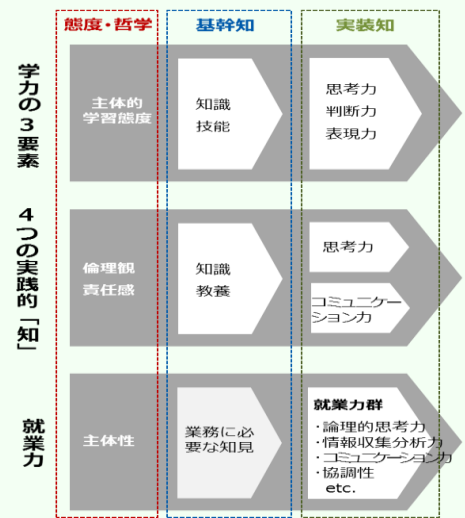 態度・哲学
基幹知
実装知
学力の3要素
主体的
学習態度
知識
技能
思考力
判断力
表現力
4つの実践的「知」
倫理観
責任感
知識
教養
思考力
コミュニケー
ション力
就業力
主体性
業務に必
要な知見
就業力群
・論理的思考力
・情報収集分析力
・コミュニケーション力
・協調性
etc.